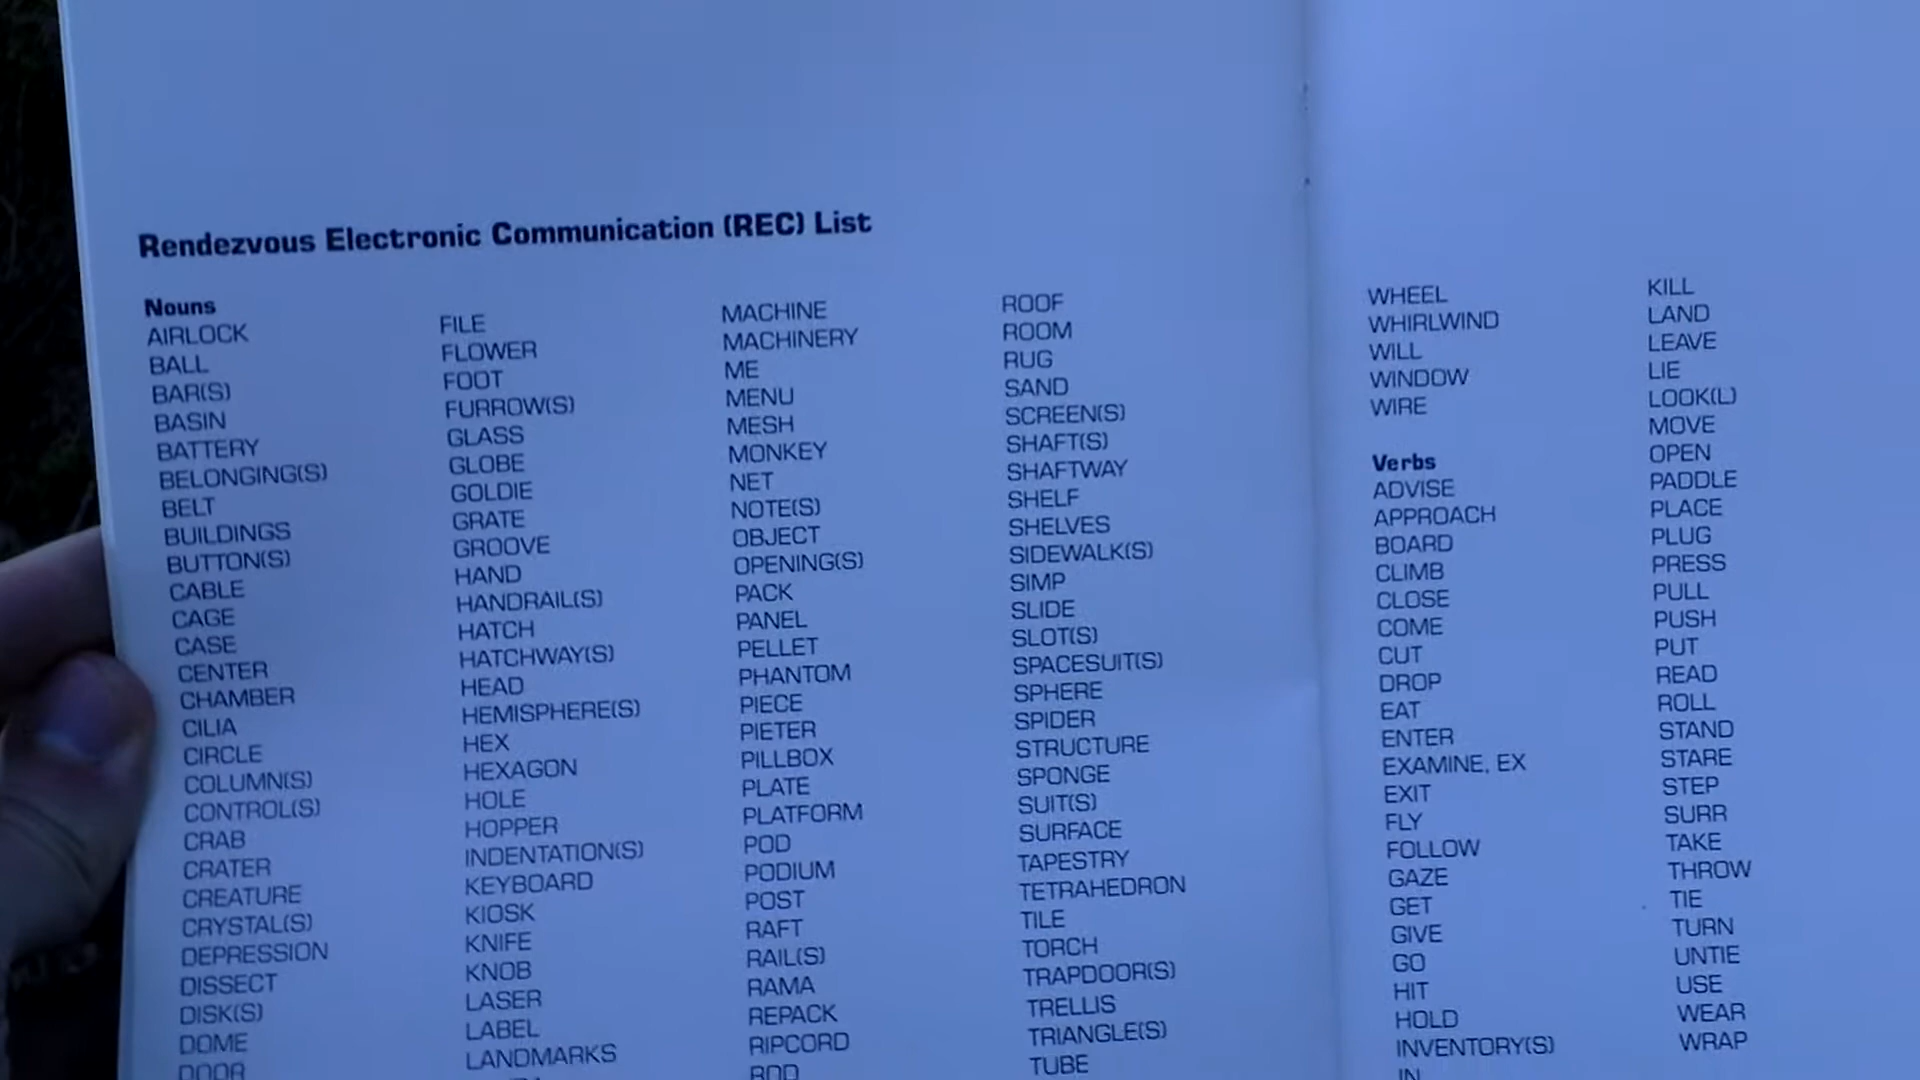 Rendezvous Electronic Communication (REC) List
Nouns
AIRLOCK
BALL
BAR(S)
BASIN
BATTERY
BELONGING(S)
BELT
BUILDINGS
BUTTON(S)
CABLE
CAGE
CASE
CENTER
CHAMBER
CILIA
CIRCLE
COLUMN(S)
CONTROL(S)
CRAB
CRATER
CREATURE
CRYSTAL(S)
DEPRESSION
DISSECT
DISK(S)
DOME
DOOR
FILE
FLOWER
FOOT
FURROW(S)
GLASS
GLOBE
GOLDIE
GRATE
GROOVE
HAND
HANDRAIL(S)
HATCH
HATCHWAY(S)
HEAD
HEMISPHERE(S)
HEX
HEXAGON
HOLE
HOPPER
INDENTATION(S)
KEYBOARD
KIOSK
KNIFE
KNOB
LASER
LABEL
LANDMARKS
MACHINE
MACHINERY
ME
MENU
MESH
MONKEY
NET
NOTE(S)
OBJECT
OPENING(S)
PACK
PANEL
PELLET
PHANTOM
PIECE
PIETER
PILLBOX
PLATE
PLATFORM
POD
PODIUM
POST
RAFT
RAIL(S)
RAMA
REPACK
RIPCORD
ROD
ROOF
ROOM
RUG
SAND
SCREEN(S)
SHAFT(S)
SHAFTWAY
SHELF
SHELVES
SIDEWALK(S)
SIMP
SLIDE
SLOT(S)
SPACESUIT(S)
SPHERE
SPIDER
STRUCTURE
SPONGE
SUIT(S)
SURFACE
TAPESTRY
TETRAHEDRON
TILE
TORCH
TRAPDOOR(S)
TRELLIS
TRIANGLE(S)
TUBE
WHEEL
WHIRLWIND
WILL
WINDOW
WIRE
Verbs
ADVISE
APPROACH
BOARD
CLIMB
CLOSE
COME
CUT
DROP
EAT
ENTER
EXAMINE, EX
EXIT
FLY
FOLLOW
GAZE
GET
GIVE
GO
HIT
HOLD
INVENTORY(S)
IN
KILL
LAND
LEAVE
LIE
LOOK(L)
MOVE
OPEN
PADDLE
PLACE
PLUG
PRESS
PULL
PUSH
PUT
READ
ROLL
STAND
STARE
STEP
SURR
TAKE
THROW
TIE
TURN
UNTIE
USE
WEAR
WRAP